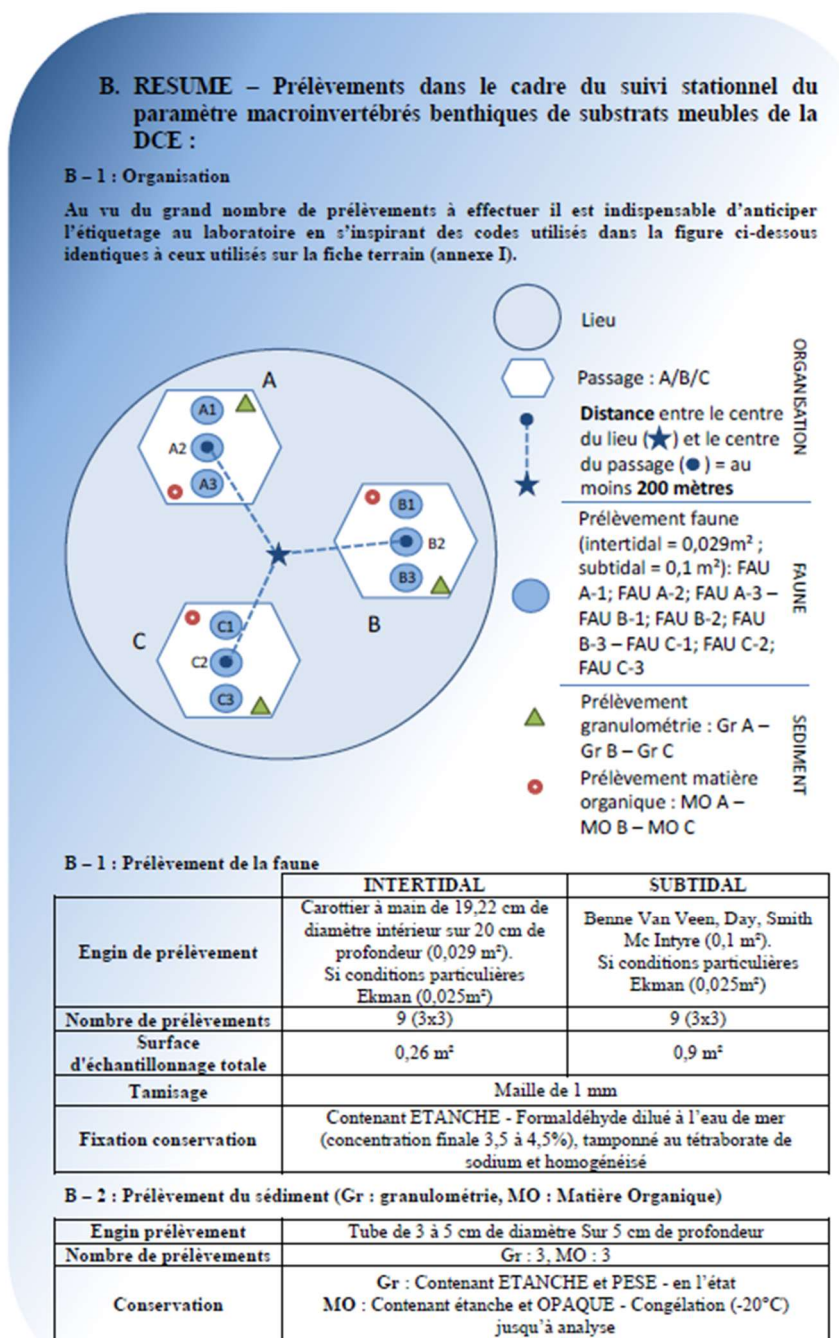 B. RESUME – Prélèvements dans le cadre du suivi stationnel du
paramètre macroinvertébrés benthiques de substrats meubles de la
DCE :
B – 1 : Organisation
Au vu du grand nombre de prélèvements à effectuer il est indispensable d'anticiper
l'étiquetage au laboratoire en s'inspirant des codes utilisés dans la figure ci-dessous
identiques à ceux utilisés sur la fiche terrain (annexe I).
A
A1
A2
A3
B1
B2
B3
B
C
C1
C2
C3
Lieu
Passage : A/B/C
Distance entre le centre
du lieu (★) et le centre
du passage (●) = au
moins 200 mètres
ORGANISATION
Prélèvement faune
(intertidal = 0,029m² ;
subtidal = 0,1 m²): FAU
A-1; FAU A-2; FAU A-3 –
FAU B-1; FAU B-2; FAU
B-3 – FAU C-1; FAU C-2;
FAU C-3
FAUNE
Prélèvement
granulométrie : Gr A –
Gr B – Gr C
Prélèvement matière
organique : MO A –
MO B – MO C
SEDIMENT
B – 1 : Prélèvement de la faune
INTERTIDAL
SUBTIDAL
Engin de prélèvement
Carottier à main de 19,22 cm de
diamètre intérieur sur 20 cm de
profondeur (0,029 m²).
Si conditions particulières
Ekman (0,025m²)
Benne Van Veen, Day, Smith
Mc Intyre (0,1 m²).
Si conditions particulières
Ekman (0,025m²)
Nombre de prélèvements
9 (3x3)
9 (3x3)
Surface
d'échantillonnage totale
0,26 m²
0,9 m²
Tamisage
Maille de 1 mm
Fixation conservation
Contenant ETANCHE - Formaldéhyde dilué à l'eau de mer
(concentration finale 3,5 à 4,5%), tamponné au tétraborate de
sodium et homogénéisé
B – 2 : Prélèvement du sédiment (Gr : granulométrie, MO : Matière Organique)
Engin prélèvement
Tube de 3 à 5 cm de diamètre Sur 5 cm de profondeur
Nombre de prélèvements
Gr : 3, MO : 3
Conservation
Gr : Contenant ETANCHE et PESE - en l'état
MO : Contenant étanche et OPAQUE - Congélation (-20°C)
jusqu'à analyse